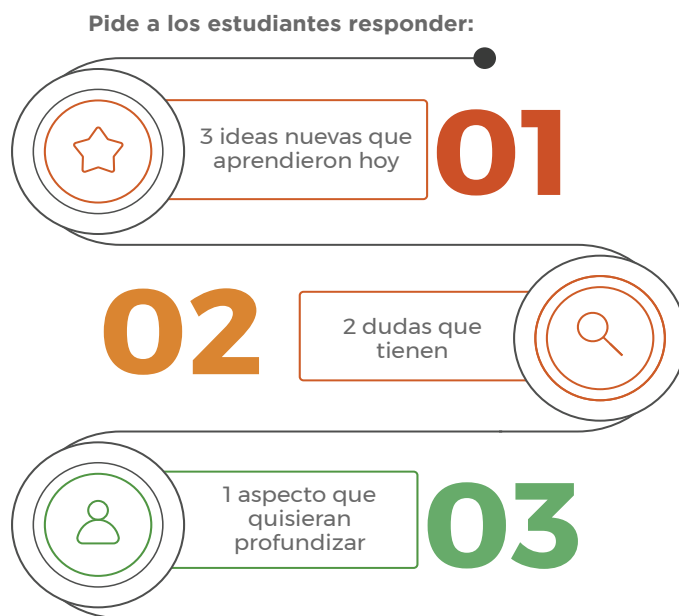 Pide a los estudiantes responder:
3 ideas nuevas que
aprendieron hoy
01
02
2 dudas que
tienen
1 aspecto que
quisieran
profundizar
03